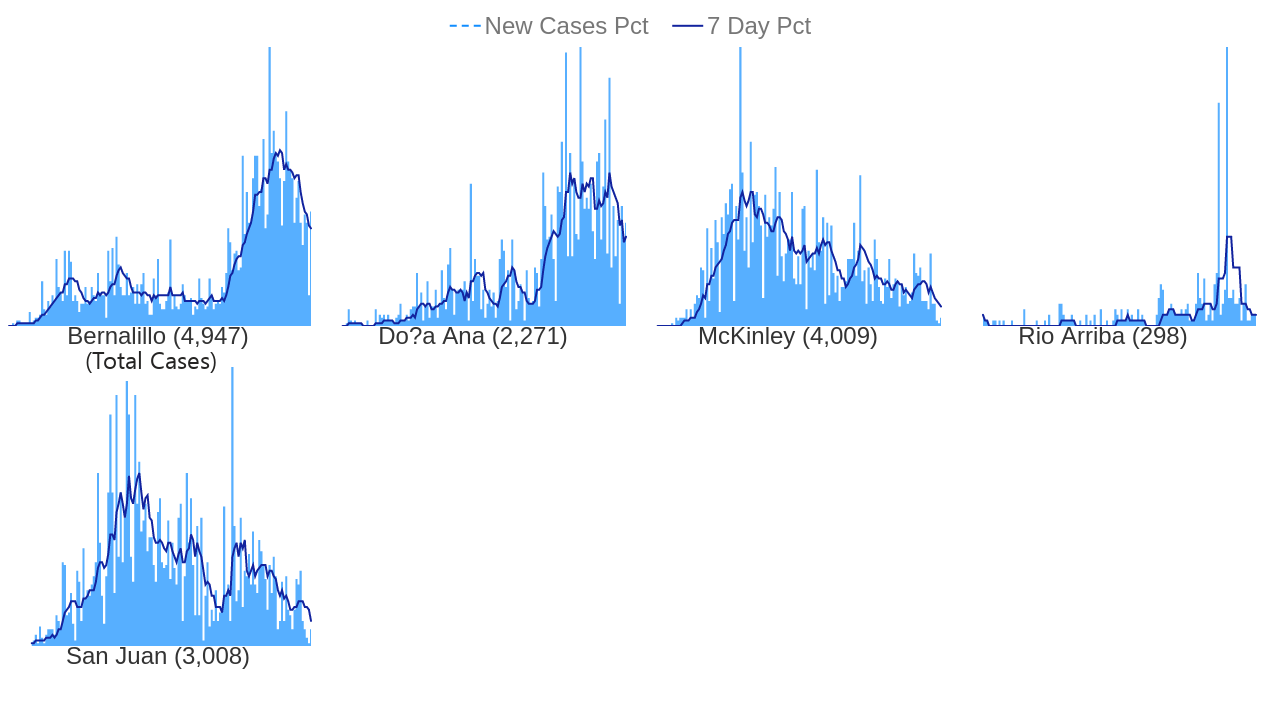 New Cases Pct 7 Day Pct
Bernalillo (4,947)
(Total Cases)
Do?a Ana (2,271)
McKinley (4,009)
Rio Arriba (298)
San Juan (3,008)